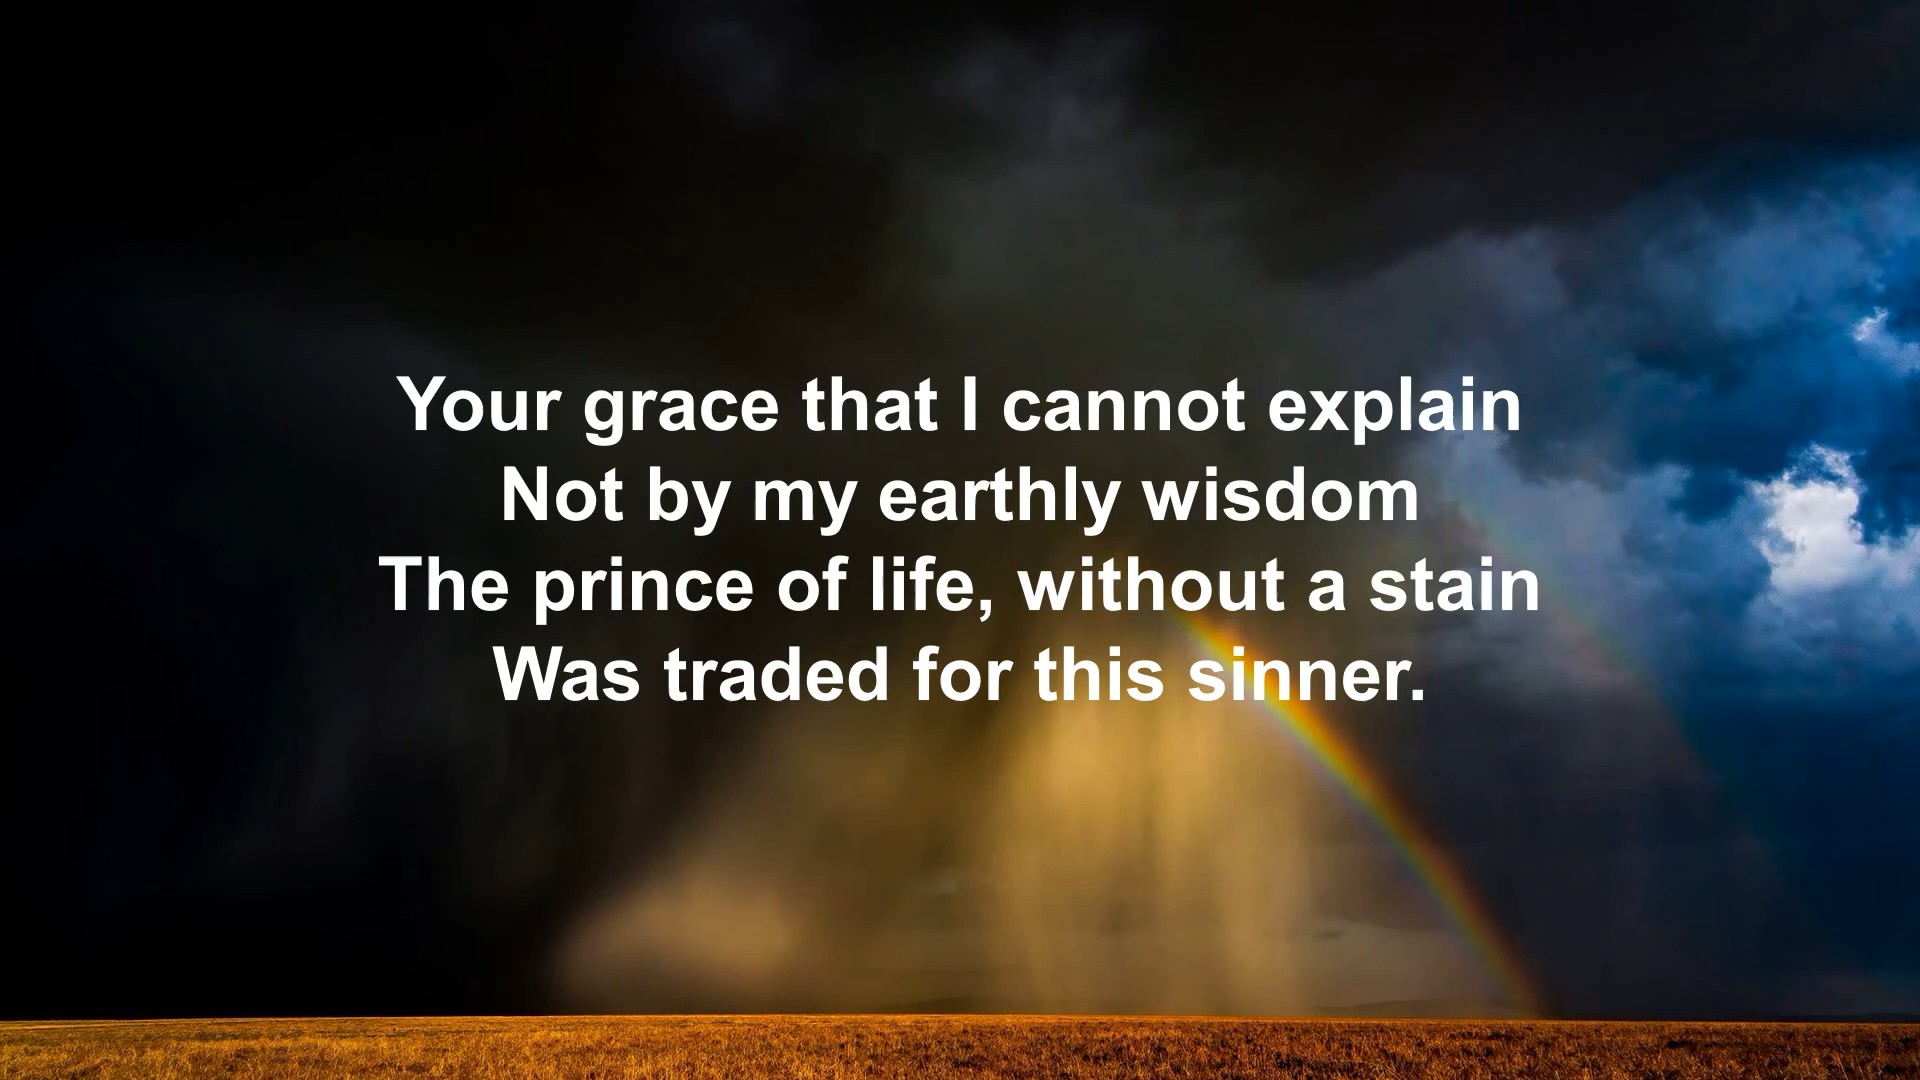 Your grace that I cannot explain
Not by my earthly wisdom
The prince of life, without a stain
Was traded for this sinner.